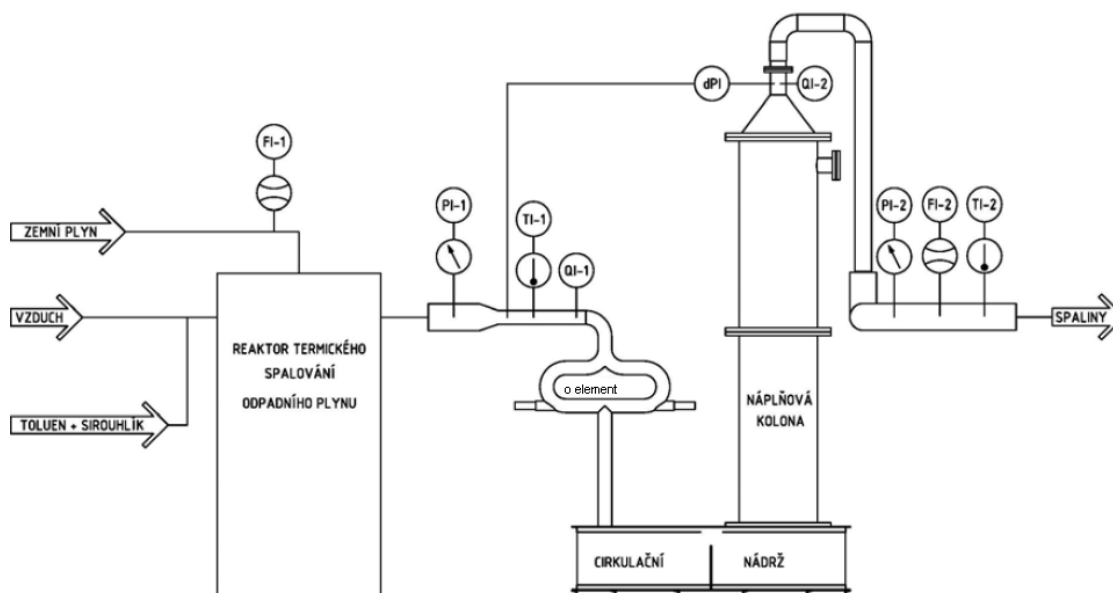 dPI
QI-2
FI-1
PI-1
TI-1
QI-1
PI-2
FI-2
TI-2
ZEMNÍ PLYN
VZDUCH
TOLUEN + SIROUHLÍK
REAKTOR TERMICKÉHO
SPALOVÁNÍ
ODPADNÍHO PLYNU
o element
NÁPLŇOVÁ
KOLONA
SPALINY
CIRKULAČNÍ
NÁDRŽ